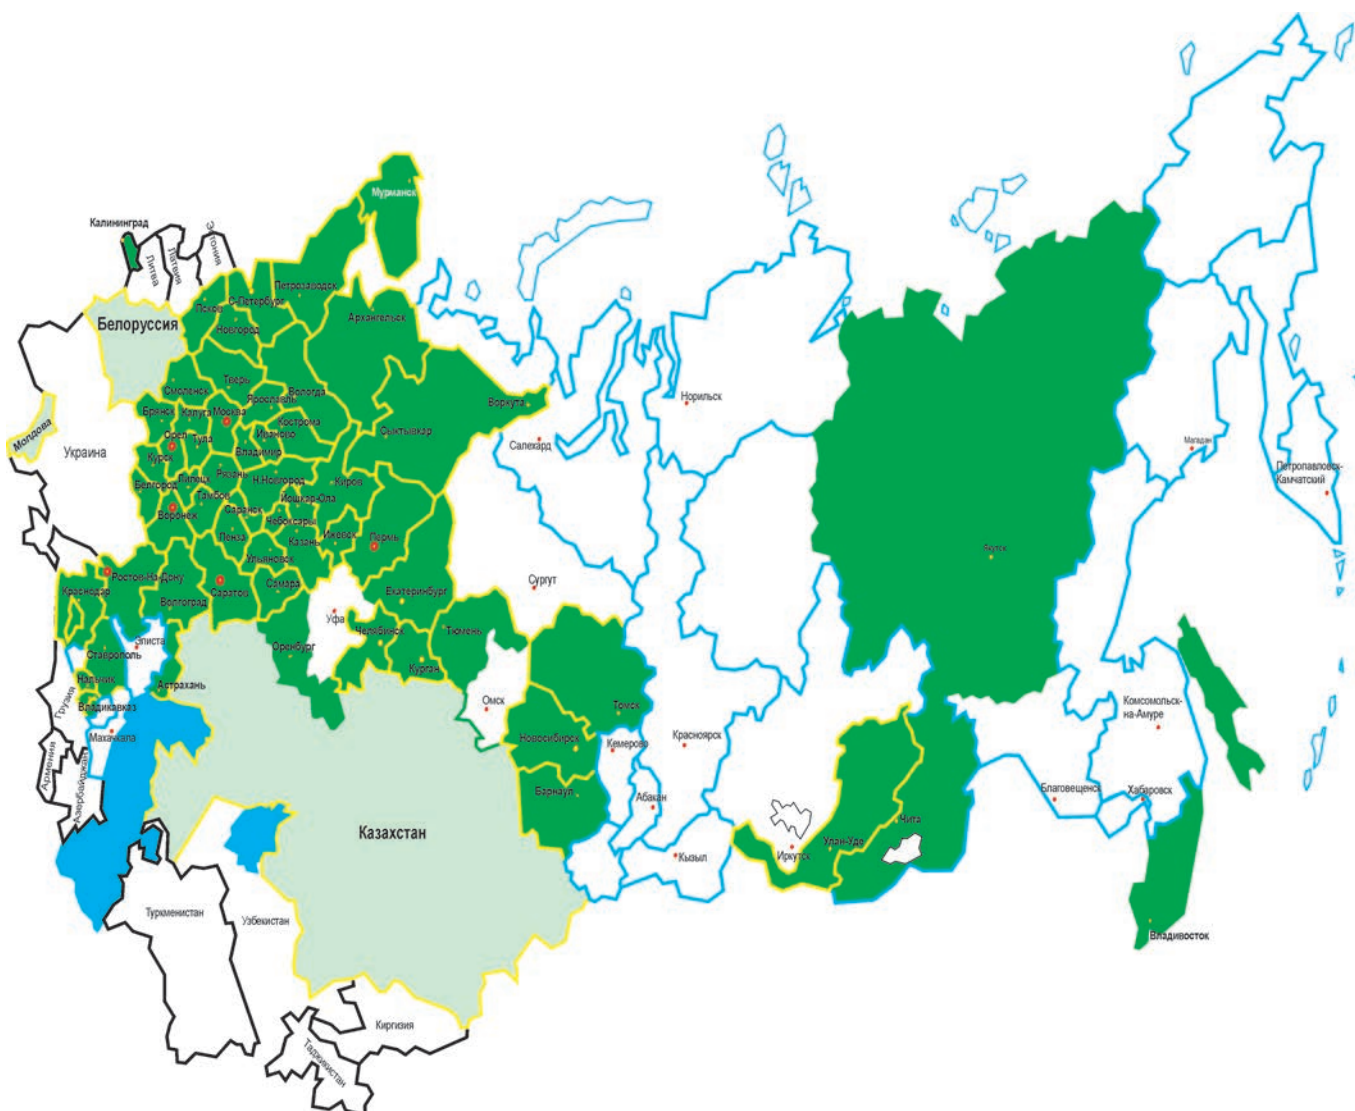 Мурманск
Калининград
Эстония
Латвия
Литва
Петрозаводск
С-Петербург
Псков
Архангельск
Белоруссия
Новгород
Тверь
Смоленск
Вологда
Ярославль
Воркута
Норильск
Брянск
Калуга
Москва
Кострома
Сыктывкар
Молдова
Орел
Тула
Иваново
Салехард
Магадан
Украина
Курск
Владимир
Петропавловск-
Камчатский
Белгород
Липецк
Рязань
Н.Новгород
Киров
Тамбов
Йошкар-Ола
Воронеж
Саранск
Чебоксары
Пенза
Казань
Ижевск
Пермь
Якутск
Ульяновск
Ростов-На-Дону
Самара
Сургут
Краснодар
Волгоград
Саратов
Екатеринбург
Уфа
Челябинск
Тюмень
Элиста
Ставрополь
Оренбург
Курган
Нальчик
Астрахань
Омск
Томск
Комсомольск-
на-Амуре
Грузия
Владикавказ
Махачкала
Новосибирск
Кемерово
Красноярск
Армения
Азербайджан
Барнаул
Абакан
Благовещенск
Хабаровск
Казахстан
Чита
Улан-Уде
Иркутск
Кызыл
Туркменистан
Узбекистан
Владивосток
Киргизия
Таджикистан